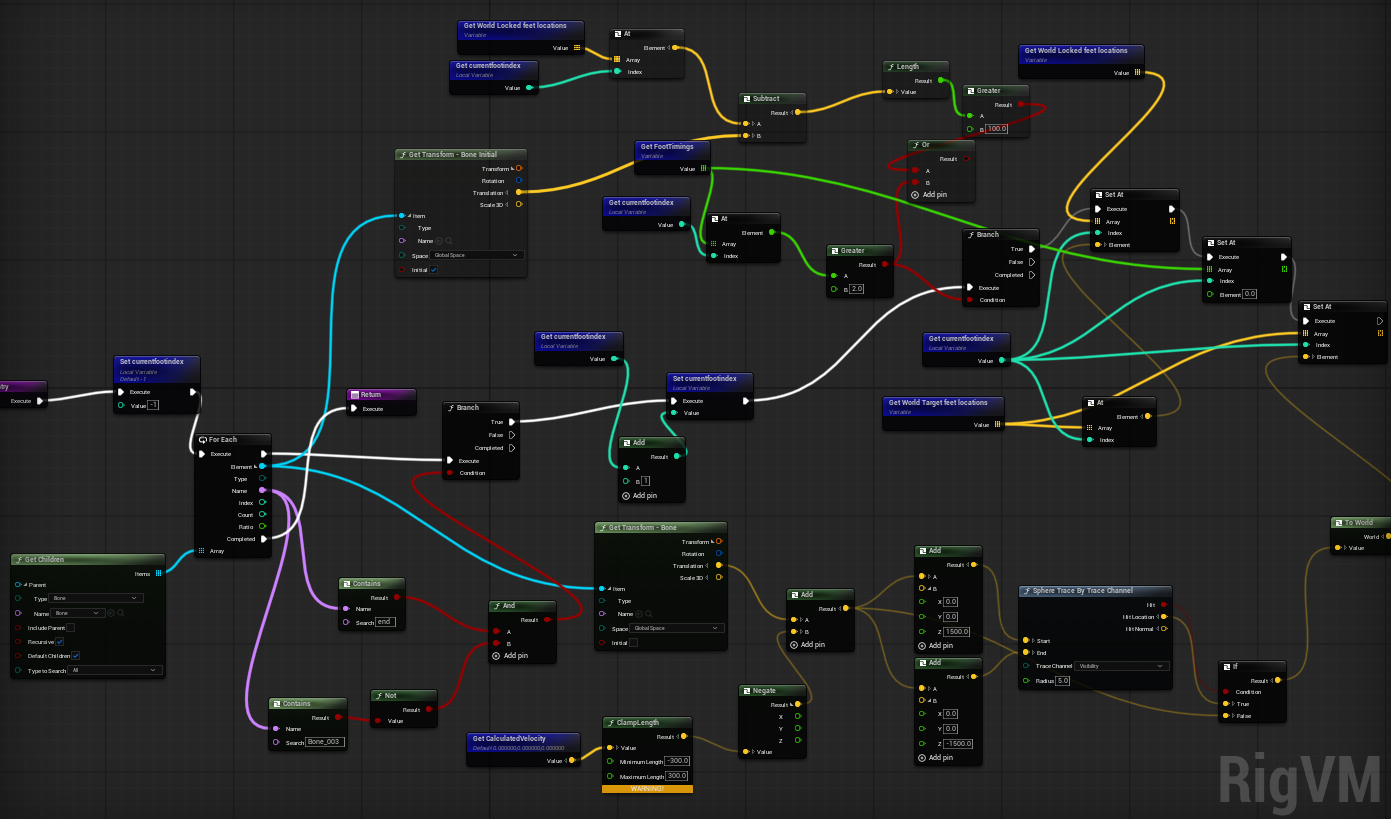 Get World Locked feet locations
Variable
Value
Get currentfootindex
Local Variable
Value
At
Element
Array
Index
Subtract
Result
A
B
Length
Result
Value
Greater
Result
A
B 100.0
Get World Locked feet locations
Variable
Value
Get Transform - Bone Initial
Transform
Rotation
Translation
Scale 3D
Item
Type
Name
Space Global Space
Initial
Get FootTimings
Variable
Value
Or
Result
A
B
Add pin
Get currentfootindex
Local Variable
Value
At
Element
Array
Index
Greater
Result
A
B 2.0
Branch
True
False
Completed
Execute
Condition
Set At
Execute
Array
Index
Element
Set At
Execute
Array
Index
Element 0.0
Set At
Execute
Array
Index
Element
Get currentfootindex
Local Variable
Value
Get World Target feet locations
Variable
Value
At
Element
Array
Index
try
Execute
Set currentfootindex
Local Variable
Default -1
Execute
Value -1
For Each
Execute
Element
Type
Name
Index
Count
Ratio
Completed
Array
Return
Execute
Branch
True
False
Completed
Execute
Condition
Get currentfootindex
Local Variable
Value
Set currentfootindex
Local Variable
Execute
Value
Add
Result
A
B 1
Add pin
Get Children
Items
Parent
Type Bone
Name Bone
Include Parent
Recursive
Default Children
Type to Search All
Contains
Result
Name
Search end
And
Result
A
B
Add pin
Contains
Result
Name
Search Bone_003
Not
Result
Value
Get Transform - Bone
Transform
Rotation
Translation
Scale 3D
Item
Type
Name
Space Global Space
Initial
Get CalculatedVelocity
Default 0.000000,0.000000,0.000000
Value
ClampLength
Result
Value
Minimum Length -300.0
Maximum Length 300.0
WARNING!
Negate
Result
X
Y
Z
Value
Add
Result
A
B
Add pin
Add
Result
A
B
X 0.0
Y 0.0
Z 1500.0
Add pin
Add
Result
A
B
X 0.0
Y 0.0
Z -1500.0
Add pin
Sphere Trace By Trace Channel
Hit
Hit Location
Hit Normal
Start
End
Trace Channel Visibility
Radius 5.0
If
Result
Condition
True
False
To World
World
Value
RigVM